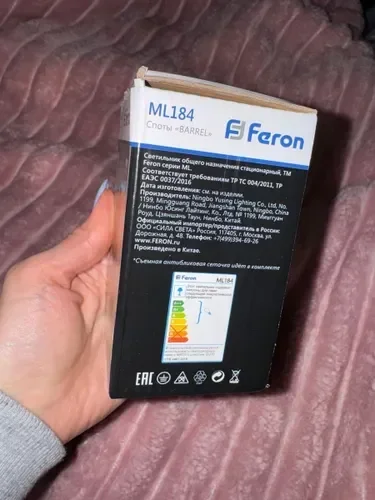 ML184
Споты «BARREL»
Feron
Светильник общего назначения стационарный, ТМ
Feron серии ML.
Соответствует требованиям ТР ТС 004/2011, ТР
ЕАЭС 037/2016
Дата изготовления: см. на изделии.
Изготовитель: Ningbo Yusing Lighting Co., Ltd, No.
1199, Mingguang Road, Jiangshan Town, Ningbo, China
/ Нинбо Юсинг Лайтинг, Ко., Лтд, № 1199, Мингуан
Роуд, Цзяншань Таун, Нинбо, Китай.
Официальный импортер/представитель в России:
ООО «СИЛА СВЕТА» Россия, 117405, г. Москва, ул.
Дорожная, д. 48. Телефон: +7(499)394-69-26
www.FERON.ru
Произведено в Китае.
*Съемная антибликовая сеточка идёт в комплекте
Feron
ML184
EAC